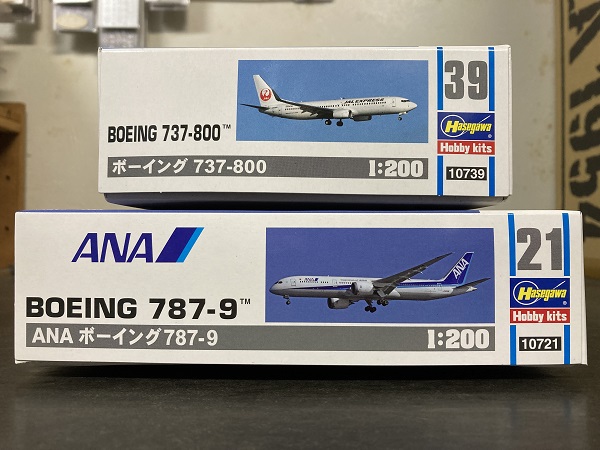 BOEING 737-800™
ボーイング 737-800
JAL EXPRESS
1:200
39
Hasegawa
Hobby kits
10739
ANA
BOEING 787-9™
ANA ボーイング787-9
ANA
ANA
1:200
21
Hasegawa
Hobby kits
10721